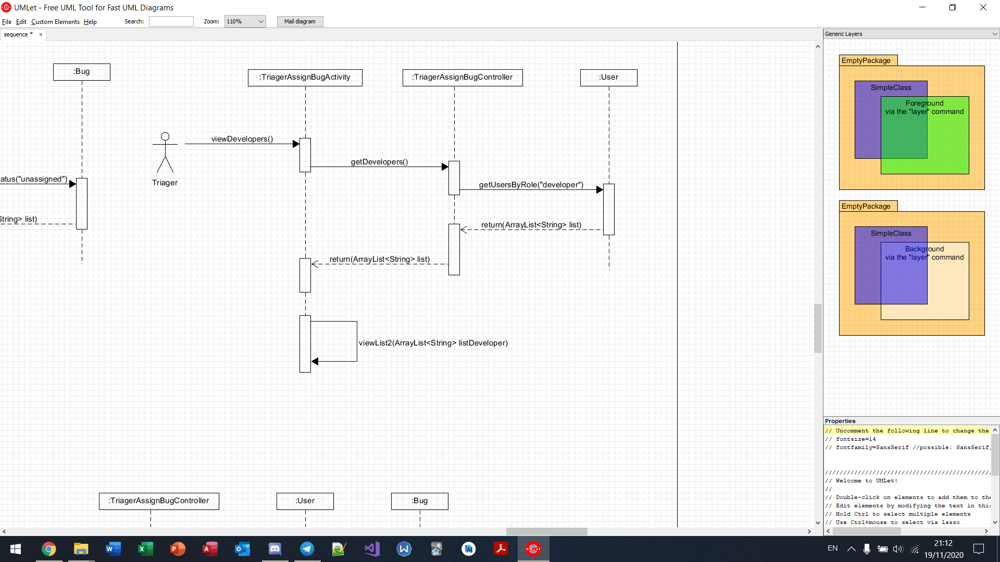 UMLet - Free UML Tool for Fast UML Diagrams
File Edit Custom Elements Help Search: Zoom: 110% Mail diagram
sequence *
:Bug
:TriagerAssignBugActivity
:TriagerAssignBugController
:User
viewDevelopers()
getDevelopers()
Triager
atus("unassigned")
getUsersByRole("developer")
String> list)
return(ArrayList<String> list)
return(ArrayList<String> list)
viewList2(ArrayList<String> listDeveloper)
:TriagerAssignBugController
:User
:Bug
Generic Layers
EmptyPackage
SimpleClass
Foreground
via the "layer" command
EmptyPackage
SimpleClass
Background
via the "layer" command
Properties
// Uncomment the following line to change the
// fontsize=14
// fontfamily=SansSerif //possible: SansSerif,
//////////////////////////////////////////////
// Welcome to UMLet!
//
// Double-click on elements to add them to the
// Edit elements by modifying the text in this
// Hold Ctrl to select multiple elements
// Use Ctrl+mouse to select via lasso
EN
21:12
19/11/2020